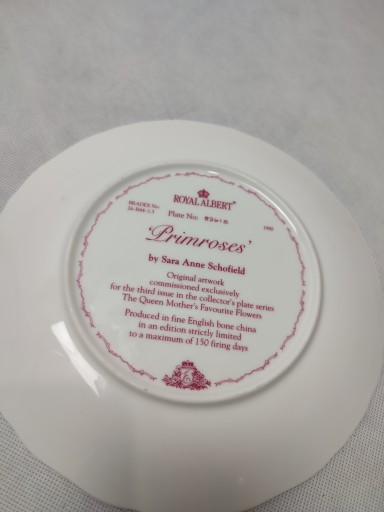 ROYAL ALBERT®
BRADEX No.
Plate No:
1990
'Primroses'
by Sara Anne Schofield
Original artwork
commissioned exclusively
for the third issue in the collector's plate series
The Queen Mother's Favourite Flowers
Produced in fine English bone china
in an edition strictly limited
to a maximum of 150 firing days